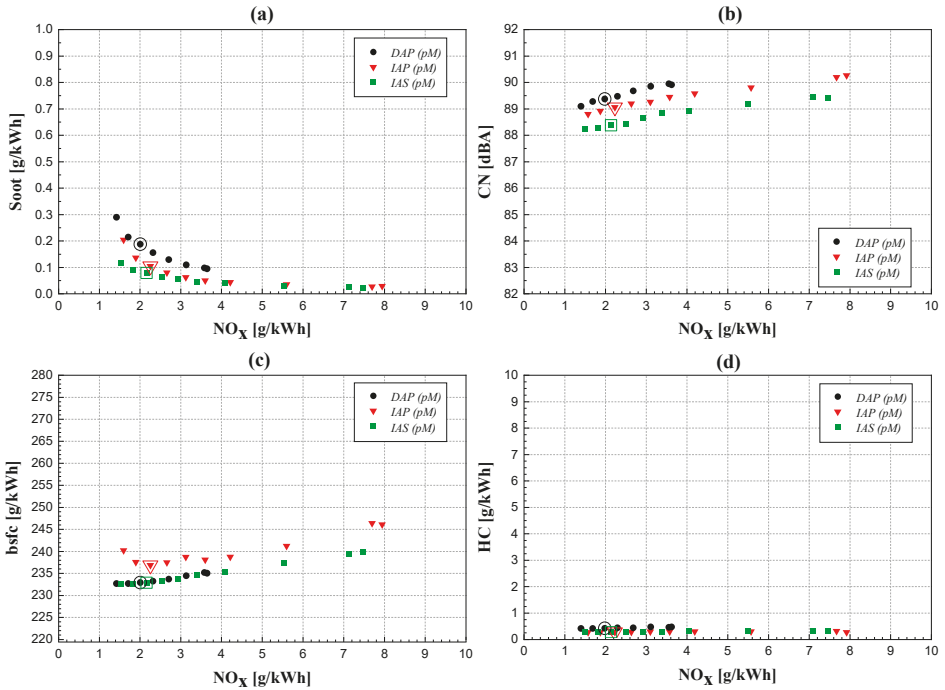 (a)
1.0
0.9
0.8
0.7
0.6
0.5
0.4
0.3
0.2
0.1
0.0
Soot [g/kWh]
DAP (pM)
IAP (pM)
IAS (pM)
0 1 2 3 4 5 6 7 8 9 10
NOX [g/kWh]
(b)
92
91
90
89
88
87
86
85
84
83
82
CN [dBA]
DAP (pM)
IAP (pM)
IAS (pM)
0 1 2 3 4 5 6 7 8 9 10
NOX [g/kWh]
(c)
280
275
270
265
260
255
250
245
240
235
230
225
220
bsfc [g/kWh]
DAP (pM)
IAP (pM)
IAS (pM)
0 1 2 3 4 5 6 7 8 9 10
NOX [g/kWh]
(d)
10
9
8
7
6
5
4
3
2
1
0
HC [g/kWh]
DAP (pM)
IAP (pM)
IAS (pM)
0 1 2 3 4 5 6 7 8 9 10
NOX [g/kWh]